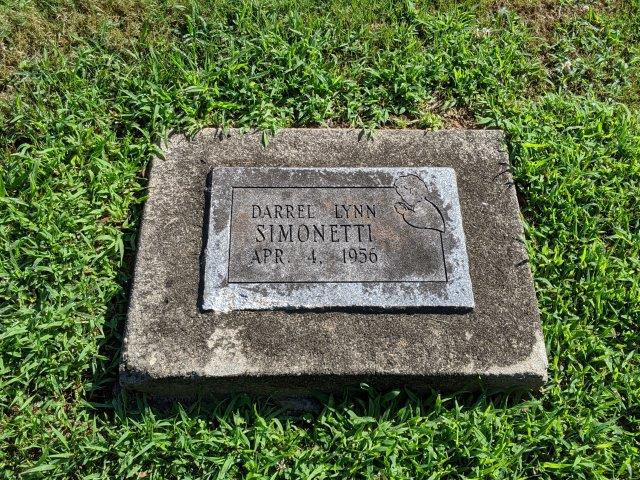 DARREL LYNN
SIMONETTI
APR 4, 1956